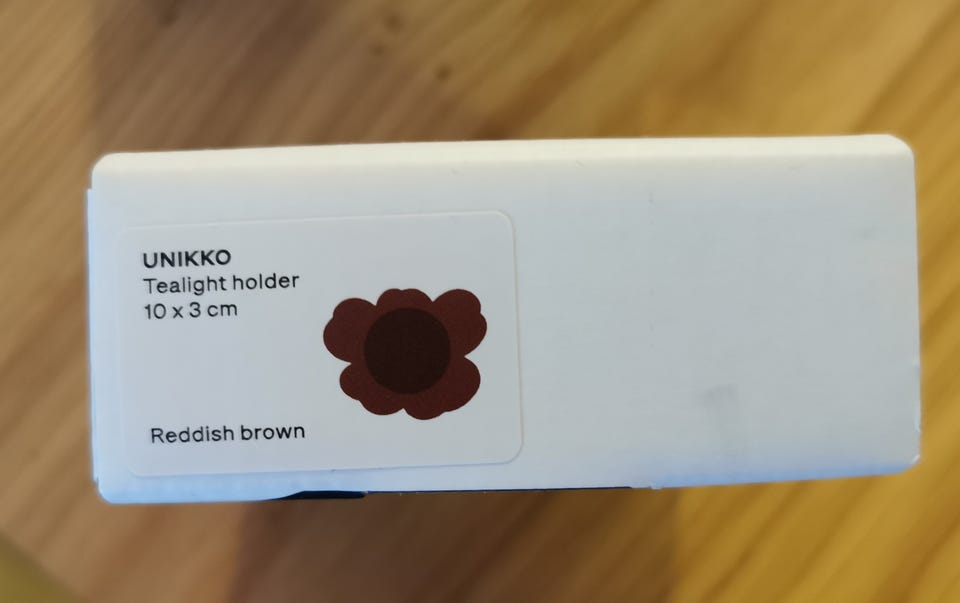 UNIKKO
Tealight holder
10 x 3 cm
Reddish brown